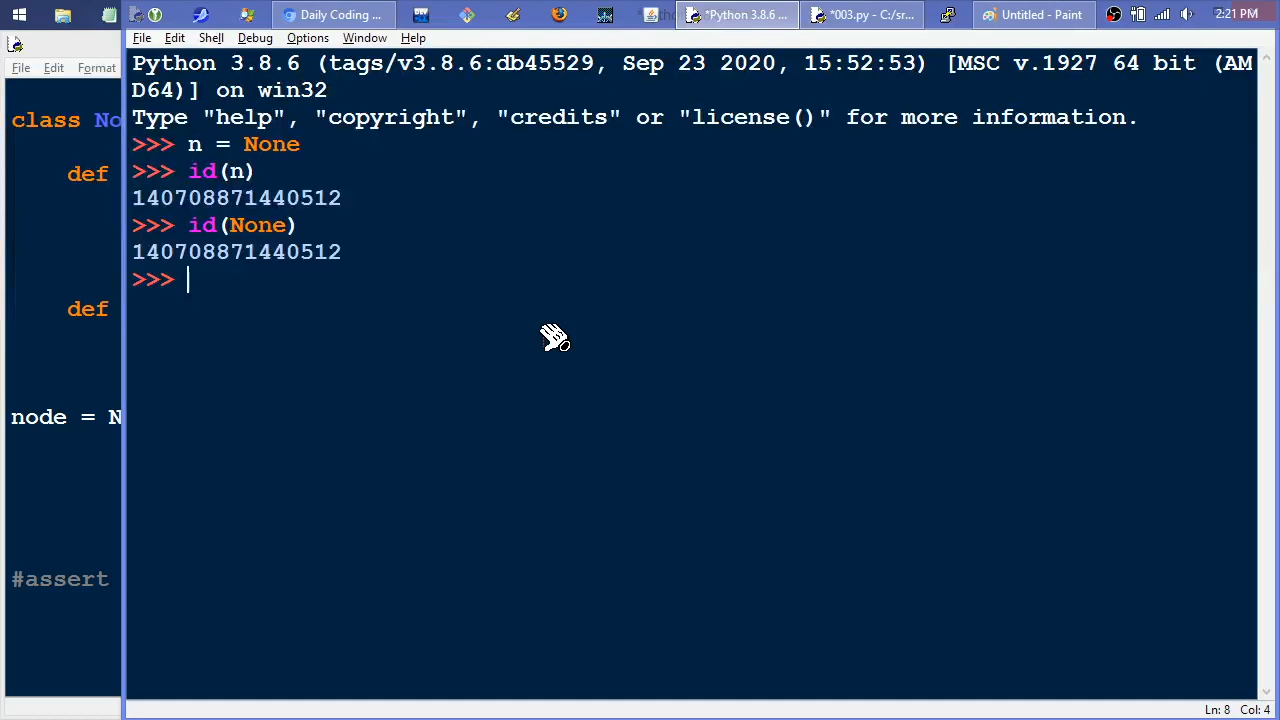 Daily Coding ...
*Python 3.8.6 ...
*003.py - C:/sr...
Untitled - Paint
2:21 PM
File Edit Shell Debug Options Window Help
File Edit Format
Python 3.8.6 (tags/v3.8.6:db45529, Sep 23 2020, 15:52:53) [MSC v.1927 64 bit (AM
D64)] on win32
Type "help", "copyright", "credits" or "license()" for more information.
>>> n = None
>>> id(n)
140708871440512
>>> id(None)
140708871440512
>>>
class No
def
def
node = N
#assert
Ln: 8 Col: 4